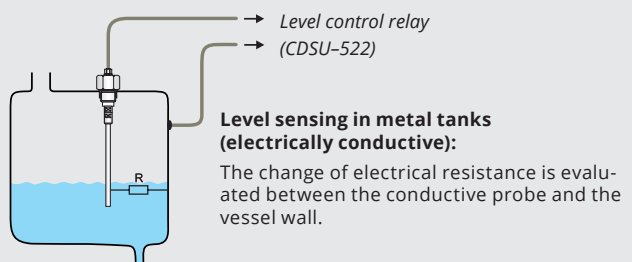 Level control relay
(CDSU–522)
Level sensing in metal tanks
(electrically conductive):
The change of electrical resistance is evalu-
ated between the conductive probe and the
vessel wall.
R